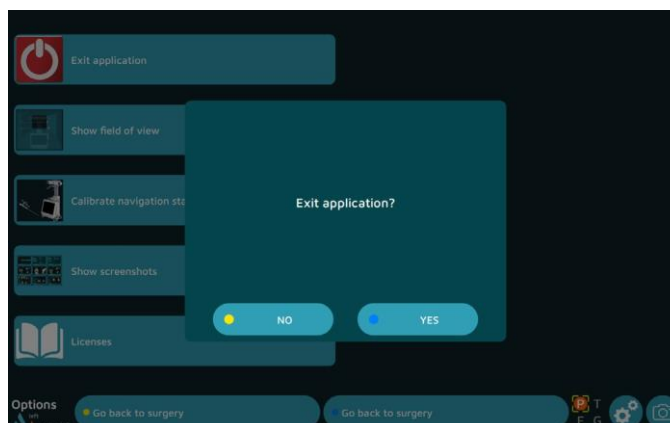 Exit application
Show field of view
Calibrate navigation sta
Exit application?
Show screenshots
NO
YES
Licenses
Options
left
Go back to surgery
Go back to surgery
P T
F G